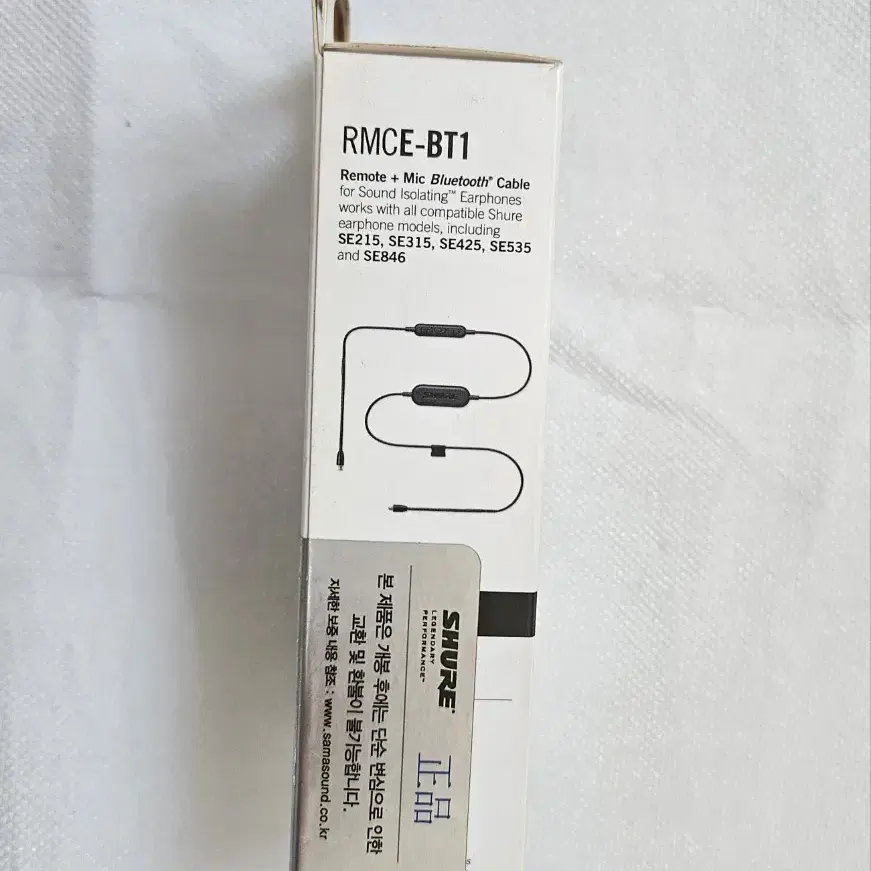 RMCE-BT1
Remote + Mic Bluetooth® Cable
for Sound Isolating™ Earphones
works with all compatible Shure
earphone models, including
SE215, SE315, SE425, SE535
and SE846
SHURE
SHURE®
LEGENDARY
PERFORMANCE™
正品
본 제품은 개봉 후에는 단순 변심으로 인한
교환 및 환불이 불가능합니다.
자세한 보증 내용 참조 : www.samasound.co.kr